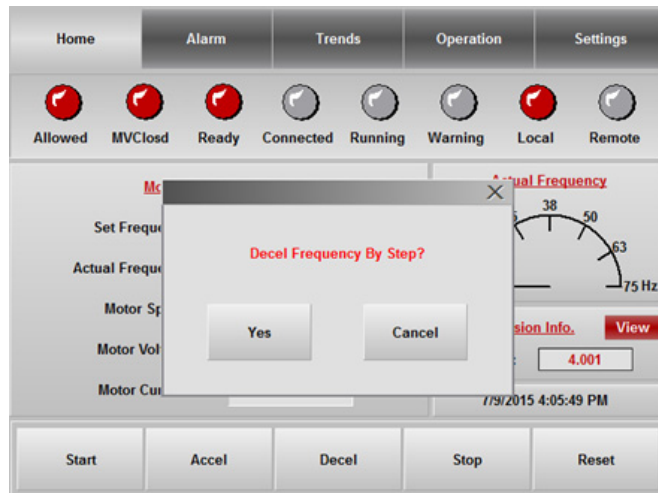 Home Alarm Trends Operation Settings
Allowed MVClosd Ready Connected Running Warning Local Remote
Actual Frequency
Set Frequ
38
50
63
75 Hz
Actual Frequ
Motor Sp
Motor Vol
Motor Cur
Decel Frequency By Step?
Yes Cancel
sion Info. View
: 4.001
7/9/2015 4:05:49 PM
Start Accel Decel Stop Reset